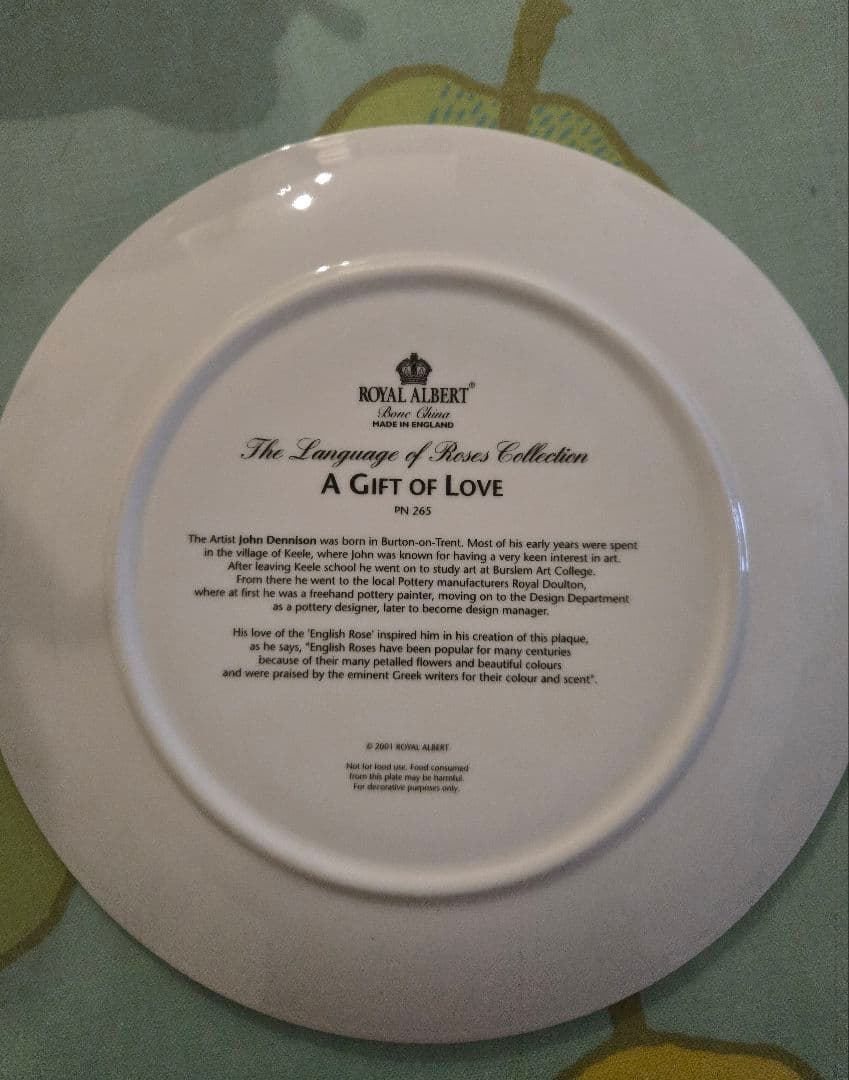 ROYAL ALBERT®
Bone China
MADE IN ENGLAND
The Language of Roses Collection
A GIFT OF LOVE
PN 265
The Artist John Dennison was born in Burton-on-Trent. Most of his early years were spent
in the village of Keele, where John was known for having a very keen interest in art.
After leaving Keele school he went on to study art at Burslem Art College.
From there he went to the local Pottery manufacturers Royal Doulton,
where at first he was a freehand pottery painter, moving on to the Design Department
as a pottery designer, later to become design manager.
His love of the 'English Rose' inspired him in his creation of this plaque,
as he says, "English Roses have been popular for many centuries
because of their many petalled flowers and beautiful colours
and were praised by the eminent Greek writers for their colour and scent".
© 2001 ROYAL ALBERT
Not for food use. Food consumed
from this plate may be harmful.
For decorative purposes only.